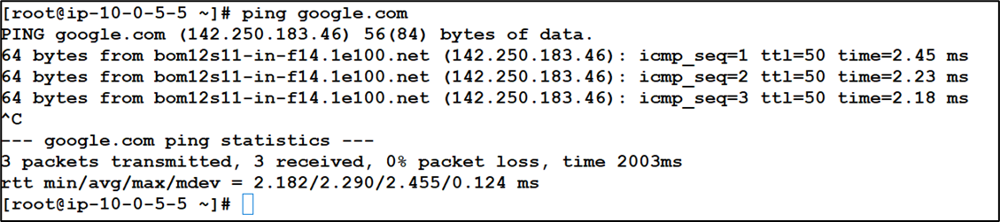 [root@ip-10-0-5-5 ~]# ping google.com
PING google.com (142.250.183.46) 56(84) bytes of data.
64 bytes from bom12s11-in-f14.1e100.net (142.250.183.46): icmp_seq=1 ttl=50 time=2.45 ms
64 bytes from bom12s11-in-f14.1e100.net (142.250.183.46): icmp_seq=2 ttl=50 time=2.23 ms
64 bytes from bom12s11-in-f14.1e100.net (142.250.183.46): icmp_seq=3 ttl=50 time=2.18 ms
^C
--- google.com ping statistics ---
3 packets transmitted, 3 received, 0% packet loss, time 2003ms
rtt min/avg/max/mdev = 2.182/2.290/2.455/0.124 ms
[root@ip-10-0-5-5 ~]#